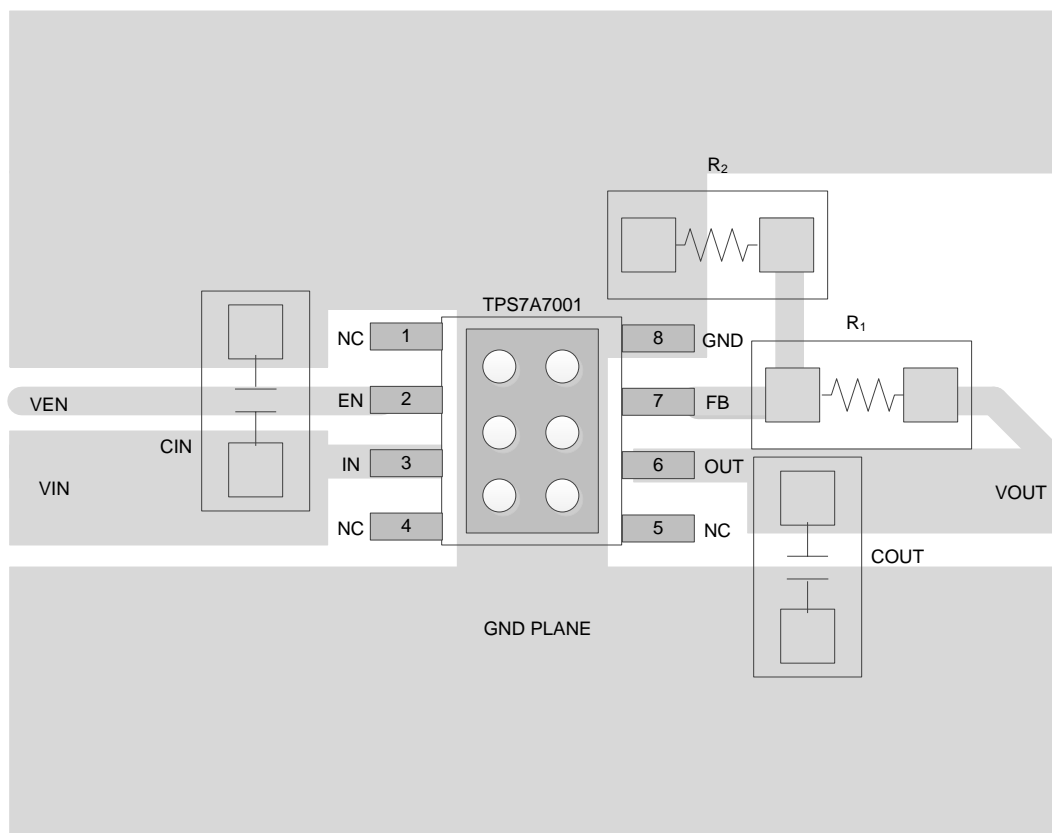 R₂
TPS7A7001
R₁
NC 1
8 GND
VEN
EN 2
7 FB
CIN
VIN
IN 3
6 OUT
VOUT
NC 4
5 NC
COUT
GND PLANE